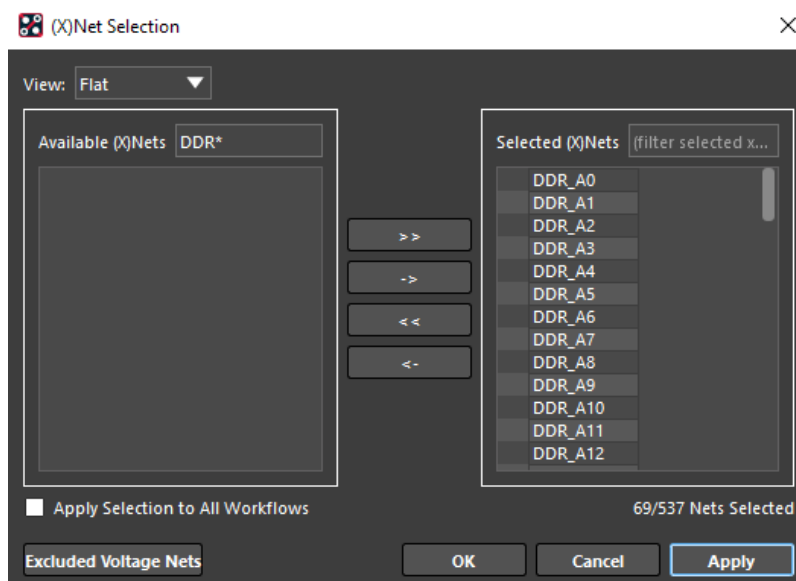 (X)Net Selection
View: Flat
Available (X)Nets DDR*
Selected (X)Nets (filter selected x...
DDR_A0
DDR_A1
DDR_A2
DDR_A3
DDR_A4
DDR_A5
DDR_A6
DDR_A7
DDR_A8
DDR_A9
DDR_A10
DDR_A11
DDR_A12
>>
->
<<
<-
Apply Selection to All Workflows
69/537 Nets Selected
Excluded Voltage Nets
OK
Cancel
Apply